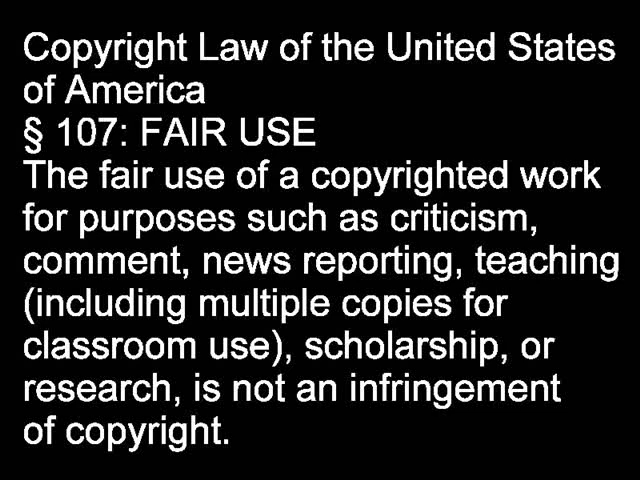 Copyright Law of the United States
of America
§ 107: FAIR USE
The fair use of a copyrighted work
for purposes such as criticism,
comment, news reporting, teaching
(including multiple copies for
classroom use), scholarship, or
research, is not an infringement
of copyright.